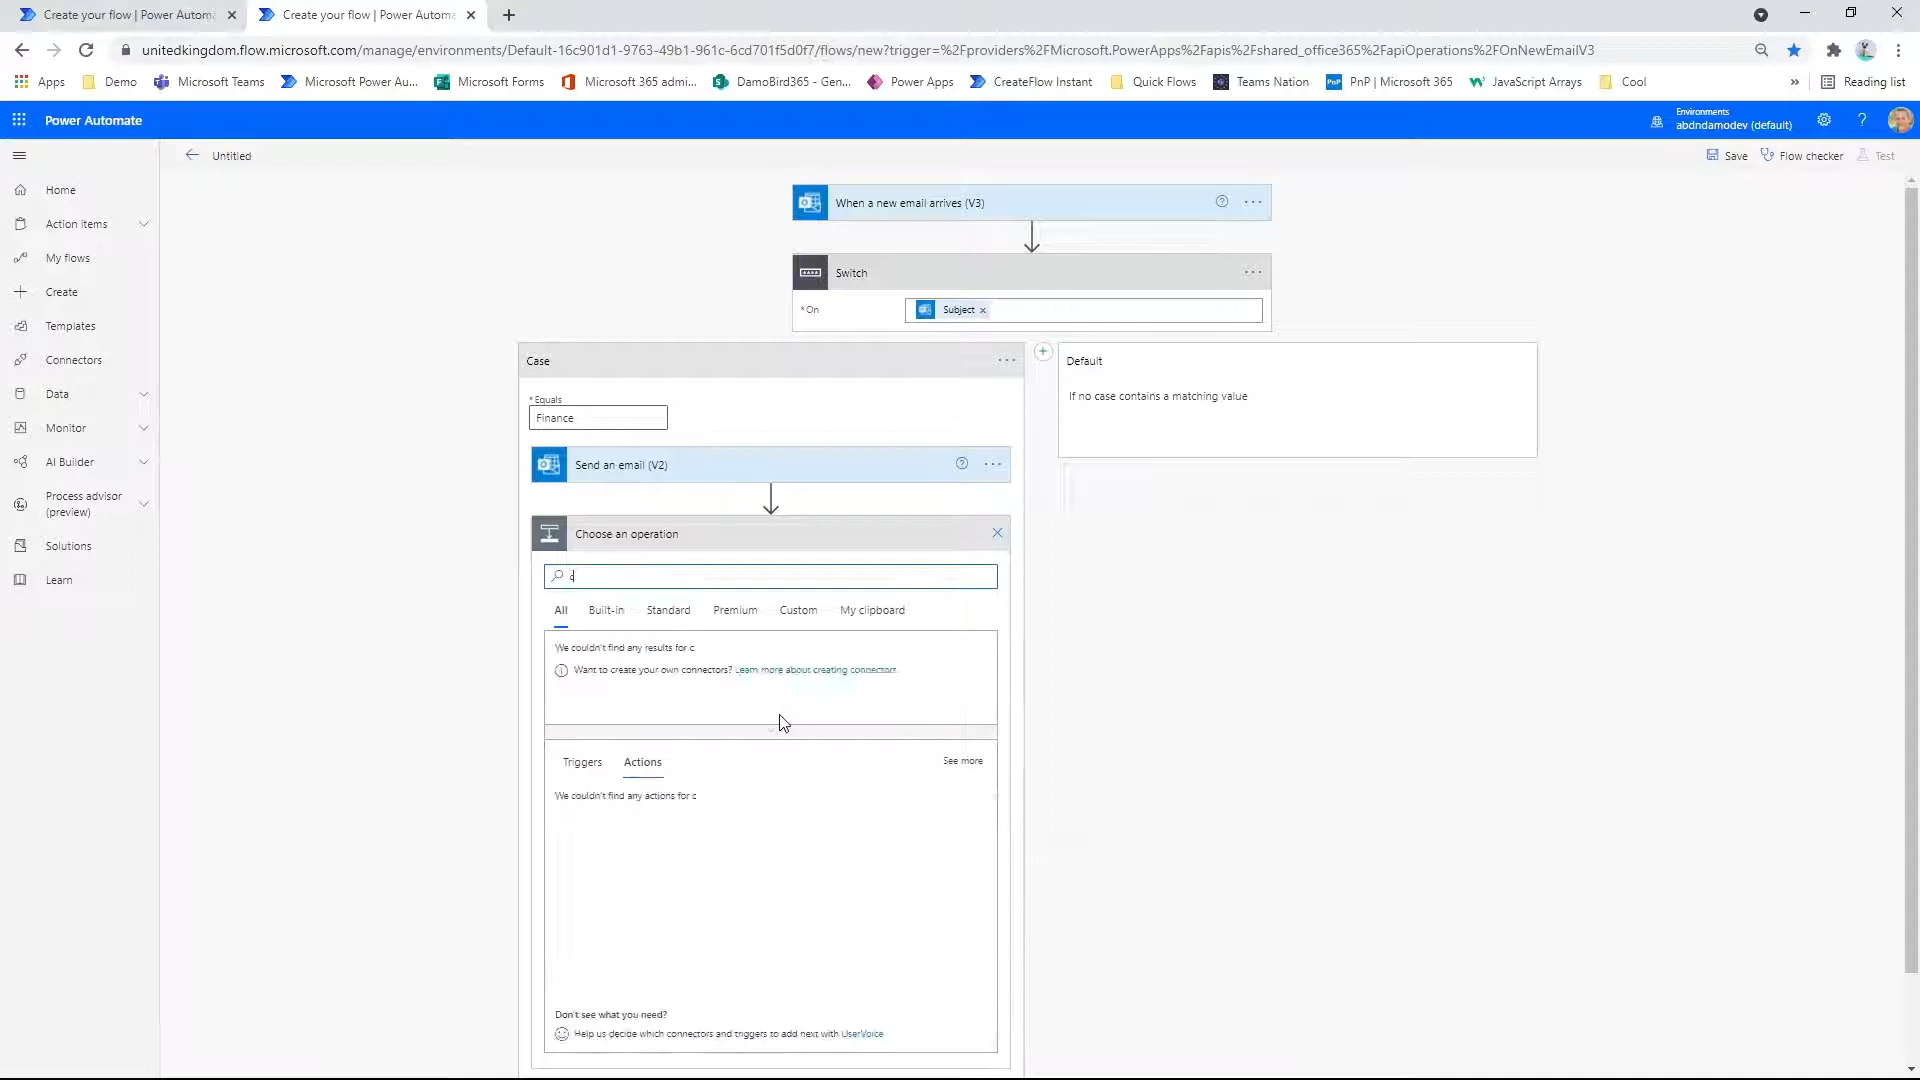 Create your flow | Power Autom
Create your flow | Power Automa
unitedkingdom.flow.microsoft.com/manage/environments/Default-16c901d1-9763-49b1-961c-6cd701f5d0f7/flows/new?trigger=%2Fproviders%2FMicrosoft.PowerApps%2Fapis%2Fshared_office365%2FapiOperations%2FOnNewEmailV3
Apps
Demo
Microsoft Teams
Microsoft Power Au...
Microsoft Forms
Microsoft 365 admi...
DamoBird365 - Gen...
Power Apps
CreateFlow Instant
Quick Flows
Teams Nation
PnP | Microsoft 365
JavaScript Arrays
Cool
»
Reading list
Power Automate
Environments
abdndamodev (default)
?
Untitled
Save
Flow checker
Test
Home
Action items
My flows
Create
Templates
Connectors
Data
Monitor
AI Builder
Process advisor
(preview)
Solutions
Learn
When a new email arrives (V3)
Switch
* On
Subject ×
Case
Default
If no case contains a matching value
* Equals
Finance
Send an email (V2)
Choose an operation
c
All
Built-in
Standard
Premium
Custom
My clipboard
We couldn't find any results for c
Want to create your own connectors? Learn more about creating connectors.
Triggers
Actions
See more
We couldn't find any actions for c
Don't see what you need?
Help us decide which connectors and triggers to add next with UserVoice